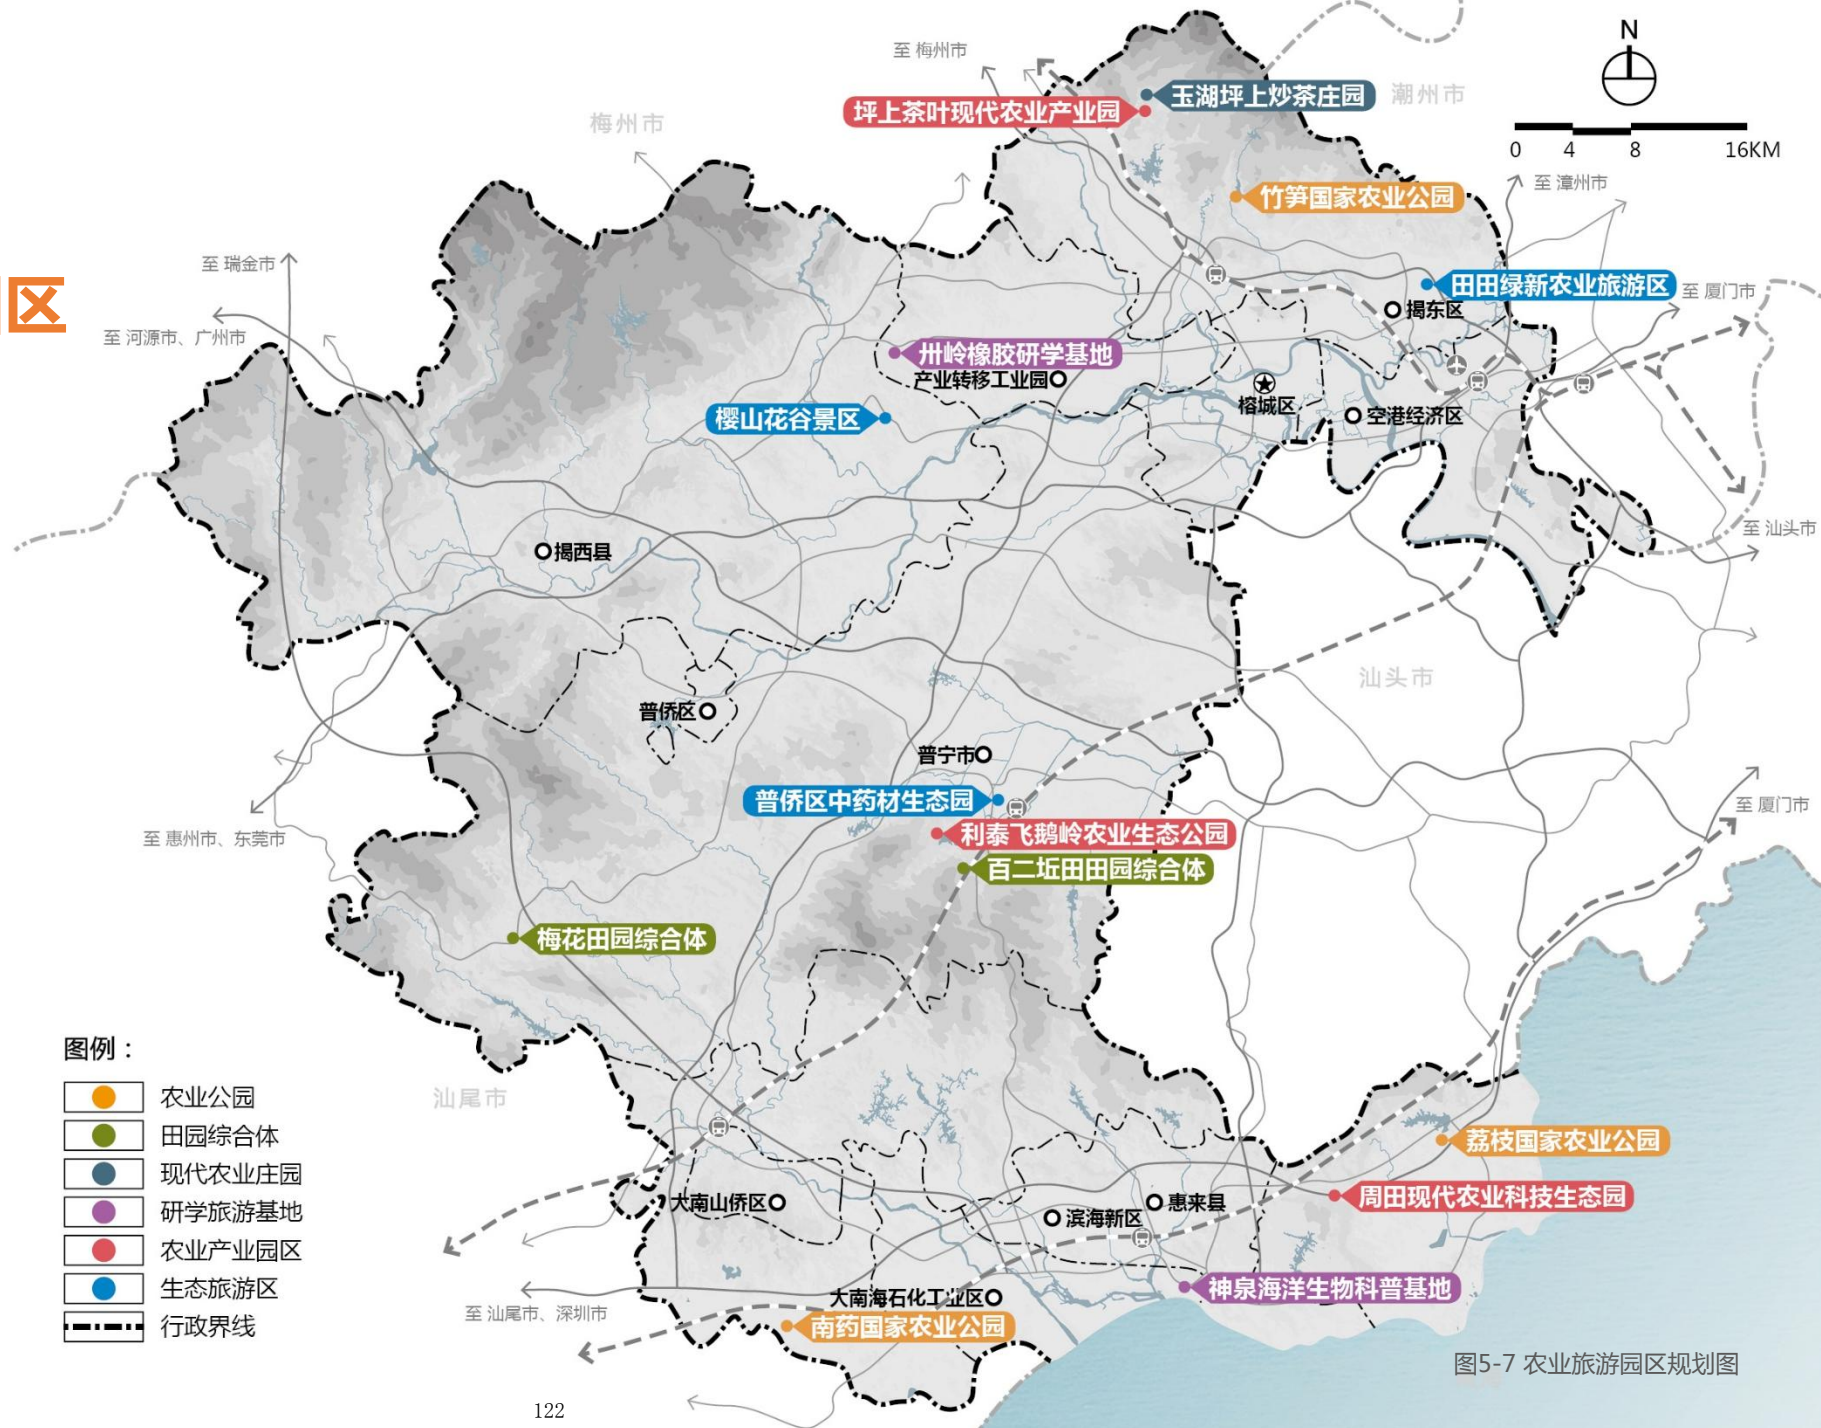 N
至 梅州市
玉湖坪上炒茶庄园
潮州市
坪上茶叶现代农业产业园
梅州市
0 4 8 16KM
至 漳州市
竹笋国家农业公园
至 瑞金市
区
田田绿新农业旅游区
至 厦门市
揭东区
至 河源市、广州市
卅岭橡胶研学基地
产业转移工业园
榕城区
空港经济区
樱山花谷景区
至 汕头市
揭西县
汕头市
普侨区
普宁市
普侨区中药材生态园
至 厦门市
利泰飞鹅岭农业生态公园
至 惠州市、东莞市
百二坵田田园综合体
梅花田园综合体
图例：
汕尾市
农业公园
田园综合体
现代农业庄园
研学旅游基地
农业产业园区
生态旅游区
行政界线
荔枝国家农业公园
周田现代农业科技生态园
大南山侨区
惠来县
滨海新区
神泉海洋生物科普基地
大南海石化工业区
至 汕尾市、深圳市
南药国家农业公园
图5-7 农业旅游园区规划图
122